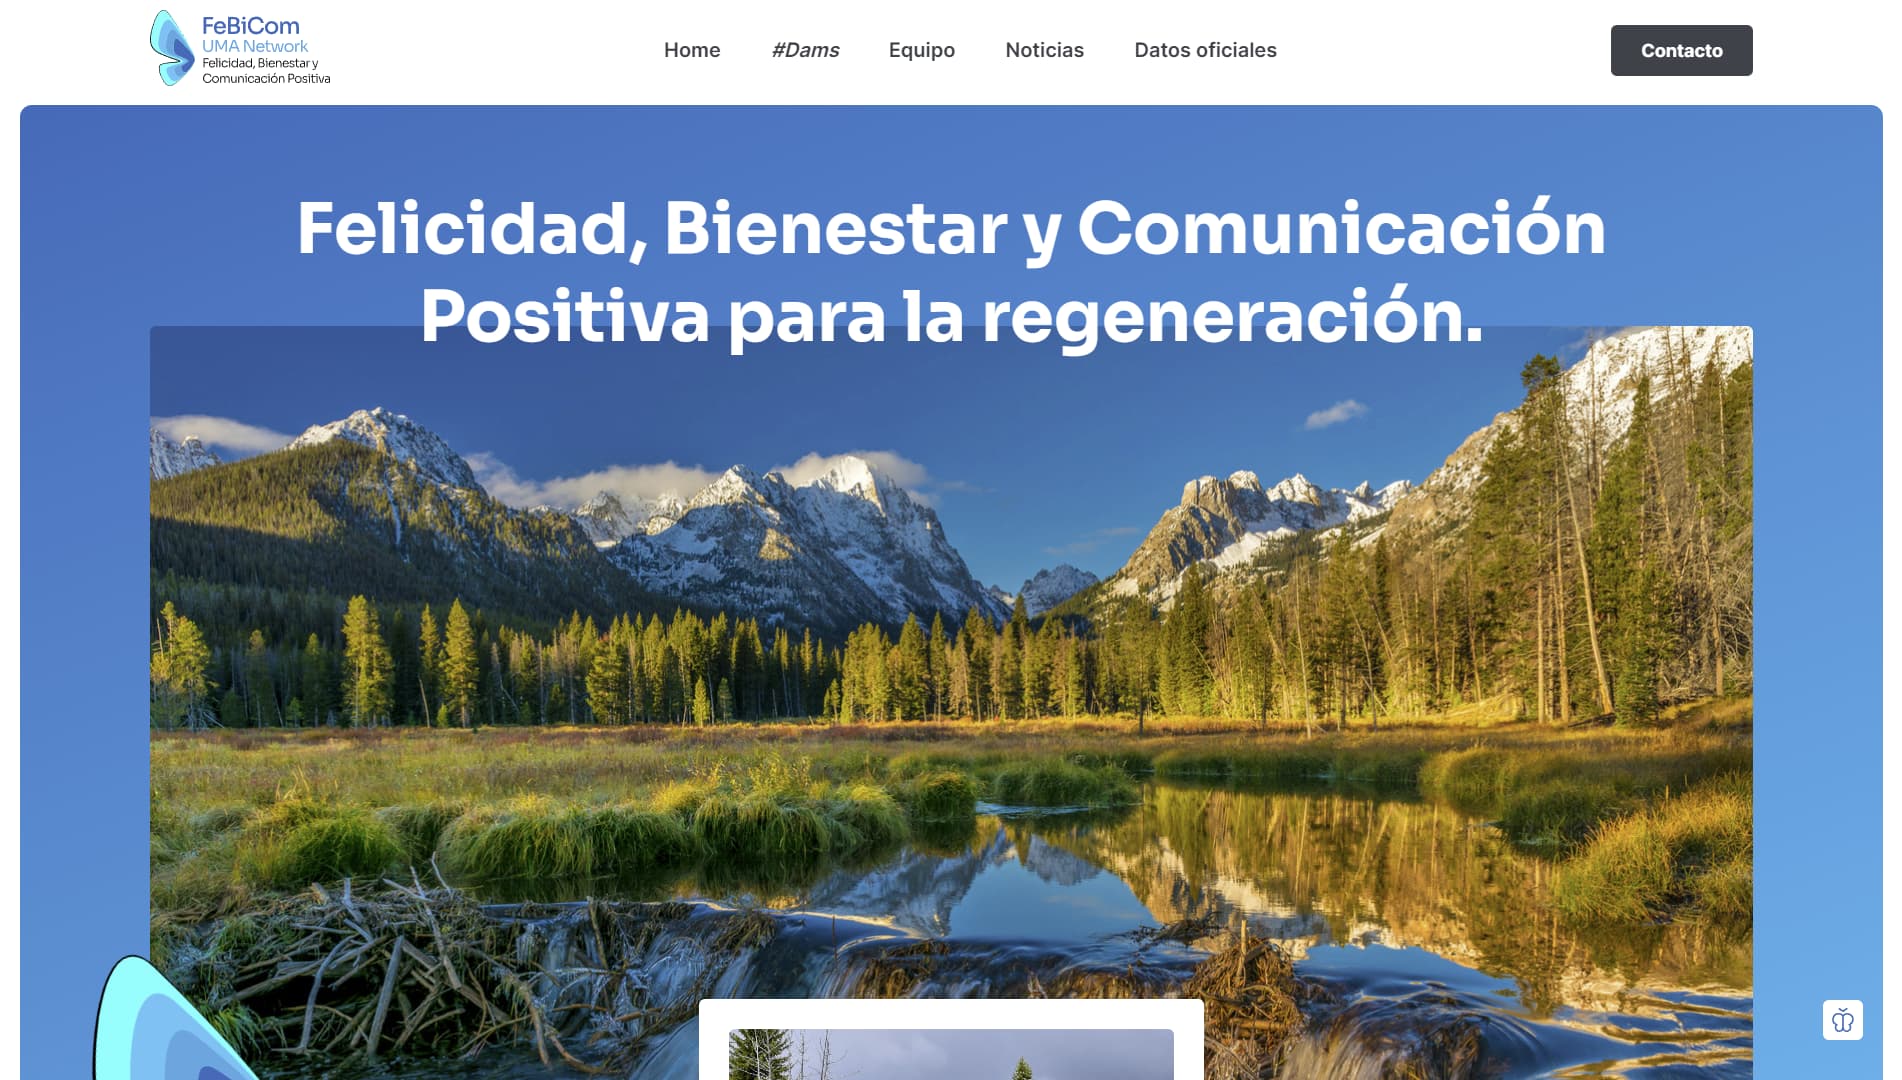 FeBiCom
UMA Network
Felicidad, Bienestar y
Comunicación Positiva
Home
#Dams
Equipo
Noticias
Datos oficiales
Contacto
Felicidad, Bienestar y Comunicación
Positiva para la regeneración.